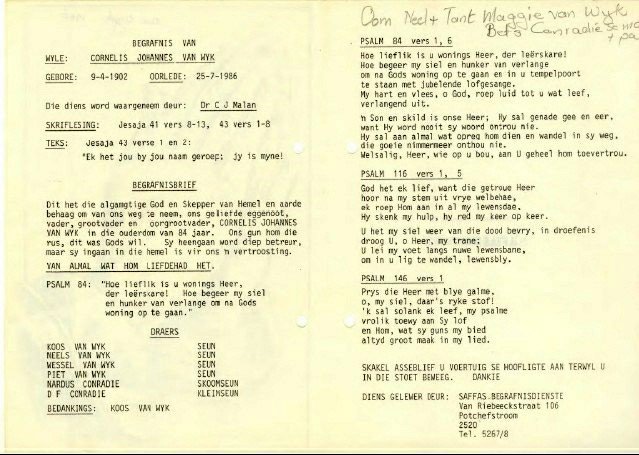 BEGRAFNIS VAN
WYLE: CORNELIS JOHANNES VAN WYK
GEBORE: 9-4-1902 OORLEDE: 25-7-1986
Die diens word waargeneem deur: Dr C J Malan
SKRIFLESING: Jesaja 41 vers 8-13, 43 vers 1-8
TEKS: Jesaja 43 verse 1 en 2:
"Ek het jou by jou naam geroep; jy is myne!
BEGRAFNISBRIEF
Dit het die almagtige God en Skepper van Hemel en aarde
behaag om van ons weg te neem, ons geliefde eggenoot,
vader, grootvader en oorgrootvader, CORNELIS JOHANNES
VAN WYK in die ouderdom van 84 jaar. Ons gun hom die
rus, dit was Gods wil. Sy heengaan word diep betreur,
maar sy ingaan in die hemel is vir ons 'n vertroosting.
VAN ALMAL WAT HOM LIEFDEHAD HET.
PSALM 84: "Hoe lieflik is u wonings Heer,
der leërskare! Hoe begeer my siel
en hunker van verlange om na Gods
woning op te gaan."
DRAERS
KOOS VAN WYK SEUN
NEELS VAN WYK SEUN
WESSEL VAN WYK SEUN
PIET VAN WYK SEUN
NARDUS CONRADIE SKOONSEUN
D F CONRADIE KLEINSEUN
BEDANKINGS: KOOS VAN WYK
Oom Neel + Tant Maggie van Wyk
Bets Conradie se ma
+ pa
PSALM 84 vers 1, 6
Hoe lieflik is u wonings Heer, der leërskare!
Hoe begeer my siel en hunker van verlange
om na Gods woning op te gaan en in tempelpoort
te staan met jubelende lofgesange.
My hart en vlees, o God, roep luid tot u wat leef,
verlangend uit.
'n Son en skild is onse Heer; Hy sal genade gee en eer,
want Hy word nooit sy woord ontrou nie.
Hy sal aan almal wat opreg hom dien en wandel in sy weg,
die goeie nimmermeer onthou nie.
Welsalig, Heer, wie op u bou, aan U geheel hom toevertrou.
PSALM 116 vers 1, 5
God het ek lief, want die getroue Heer
hoor na my stem uit vrye welbehae,
ek roep Hom aan in al my lewensdae.
Hy skenk my hulp, hy red my keer op keer.
U het my siel weer van die dood bevry, in droefenis
droog U, o Heer, my trane;
U lei my voet langs nuwe lewensbane,
om in u lig te wandel, lewensbly.
PSALM 146 vers 1
Prys die Heer met blye galme,
o, my siel, daar's ryke stof!
'k sal solank ek leef, my psalme
vrolik toewy aan Sy lof
en Hom, wat sy guns my bied
altyd groot maak in my lied.
SKAKEL ASSEBLIEF U VOERTUIG SE HOOFLIGTE AAN TERWYL U
IN DIE STOET BEWEEG. DANKIE
DIENS GELEWER DEUR: SAFFAS.BEGRAFNISDIENSTE
Van Riebeeckstraat 106
Potchefstroom
2520
Tel. 5267/8